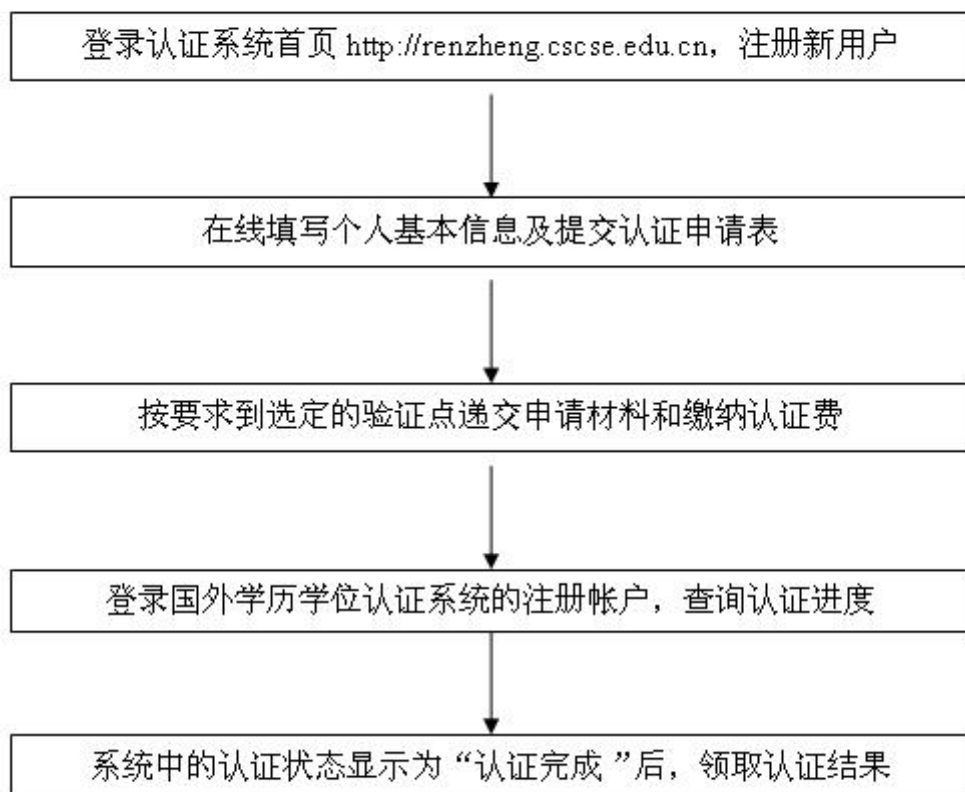 登录认证系统首页 http://renzheng.cscse.edu.cn，注册新用户
在线填写个人基本信息及提交认证申请表
按要求到选定的验证点递交申请材料和缴纳认证费
登录国外学历学位认证系统的注册帐户，查询认证进度
系统中的认证状态显示为“认证完成 ”后，领取认证结果